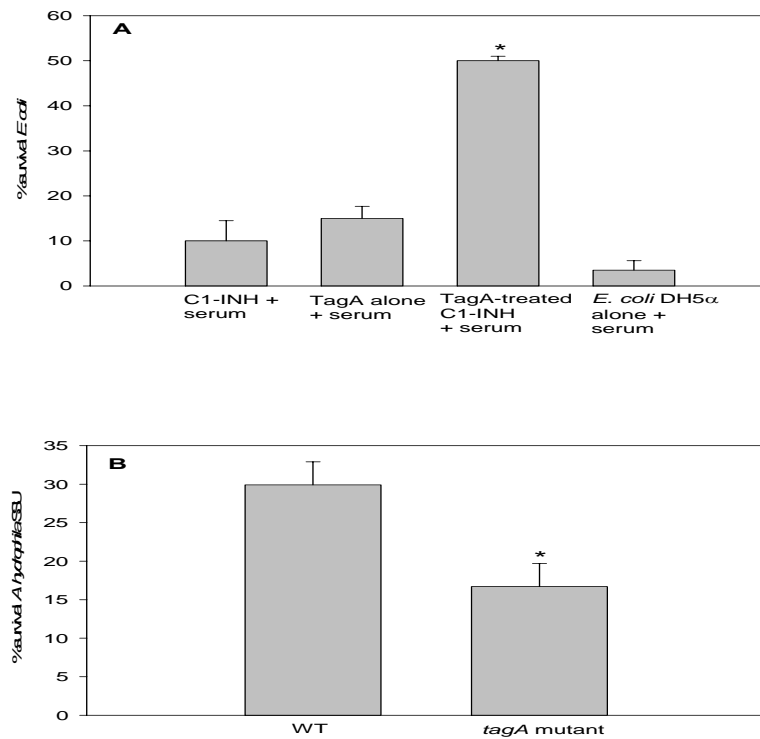 A
60
50
40
30
20
10
0
% survival E. coli
*
C1-INH +
serum
TagA alone
+ serum
TagA-treated
C1-INH
+ serum
E. coli DH5α
alone +
serum
B
35
30
25
20
15
10
5
0
% survival A. hydrophila SSU
*
WT
tagA mutant